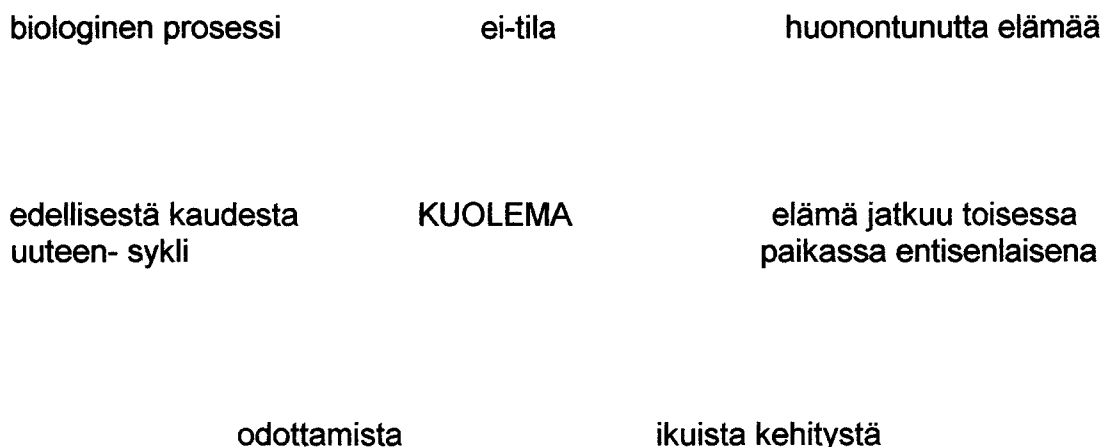 biologinen prosessi ei-tila huonontunutta elämää
edellisestä kaudesta KUOLEMA elämä jatkuu toisessa
uuteen- sykli paikassa entisenlaisena
odottamista ikuista kehitystä